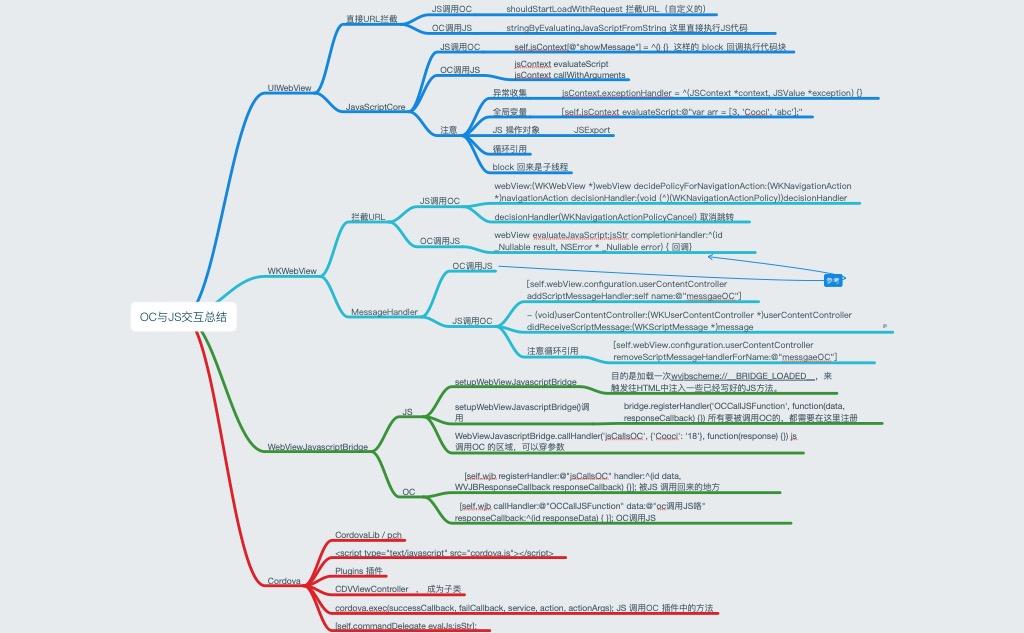 OC与JS交互总结
UIWebView
直接URL拦截
JS调用OC
shouldStartLoadWithRequest 拦截URL（自定义的）
OC调用JS
stringByEvaluatingJavaScriptFromString 这里直接执行JS代码
JavaScriptCore
JS调用OC
self.jsContext[@"showMessage"] = ^() {} 这样的 block 回调执行代码块
OC调用JS
jsContext evaluateScript
jsContext callWithArguments
注意
异常收集
jsContext.exceptionHandler = ^(JSContext *context, JSValue *exception) {}
全局变量
[self.jsContext evaluateScript:@"var arr = [3, 'Cooci', 'abc'];"
JS 操作对象
JSExport
循环引用
block 回来是子线程
WKWebView
拦截URL
JS调用OC
webView:(WKWebView *)webView decidePolicyForNavigationAction:(WKNavigationAction
*)navigationAction decisionHandler:(void (^)(WKNavigationActionPolicy))decisionHandler
decisionHandler(WKNavigationActionPolicyCancel) 取消跳转
OC调用JS
webView evaluateJavaScript:jsStr completionHandler:^(id
_Nullable result, NSError * _Nullable error) { 回调}
MessageHandler
OC调用JS
参考
JS调用OC
[self.webView.configuration.userContentController
addScriptMessageHandler:self name:@"messgaeOC"]
- (void)userContentController:(WKUserContentController *)userContentController
didReceiveScriptMessage:(WKScriptMessage *)message
注意循环引用
[self.webView.configuration.userContentController
removeScriptMessageHandlerForName:@"messgaeOC"]
WebViewJavascriptBridge
JS
setupWebViewJavascriptBridge
目的是加载一次wvjbscheme://__BRIDGE_LOADED__，来
触发往HTML中注入一些已经写好的JS方法。
setupWebViewJavascriptBridge()调
用
bridge.registerHandler('OCCallJSFunction', function(data,
responseCallback) {}) 所有要被调用OC的，都需要在这里注册
WebViewJavascriptBridge.callHandler('jsCallsOC', {'Cooci': '18'}, function(response) {}) js
调用OC 的区域，可以穿参数
OC
[self.wjb registerHandler:@"jsCallsOC" handler:^(id data,
WVJBResponseCallback responseCallback) {}]; 被JS 调用回来的地方
[self.wjb callHandler:@"OCCallJSFunction" data:@"oc调用JS咯"
responseCallback:^(id responseData) { }]; OC调用JS
Cordova
CordovaLib / pch
<script type="text/javascript" src="cordova.js"></script>
Plugins 插件
CDVViewController ， 成为子类
cordova.exec(successCallback, failCallback, service, action, actionArgs); JS 调用OC 插件中的方法
[self.commandDelegate evalJs:jsStr];